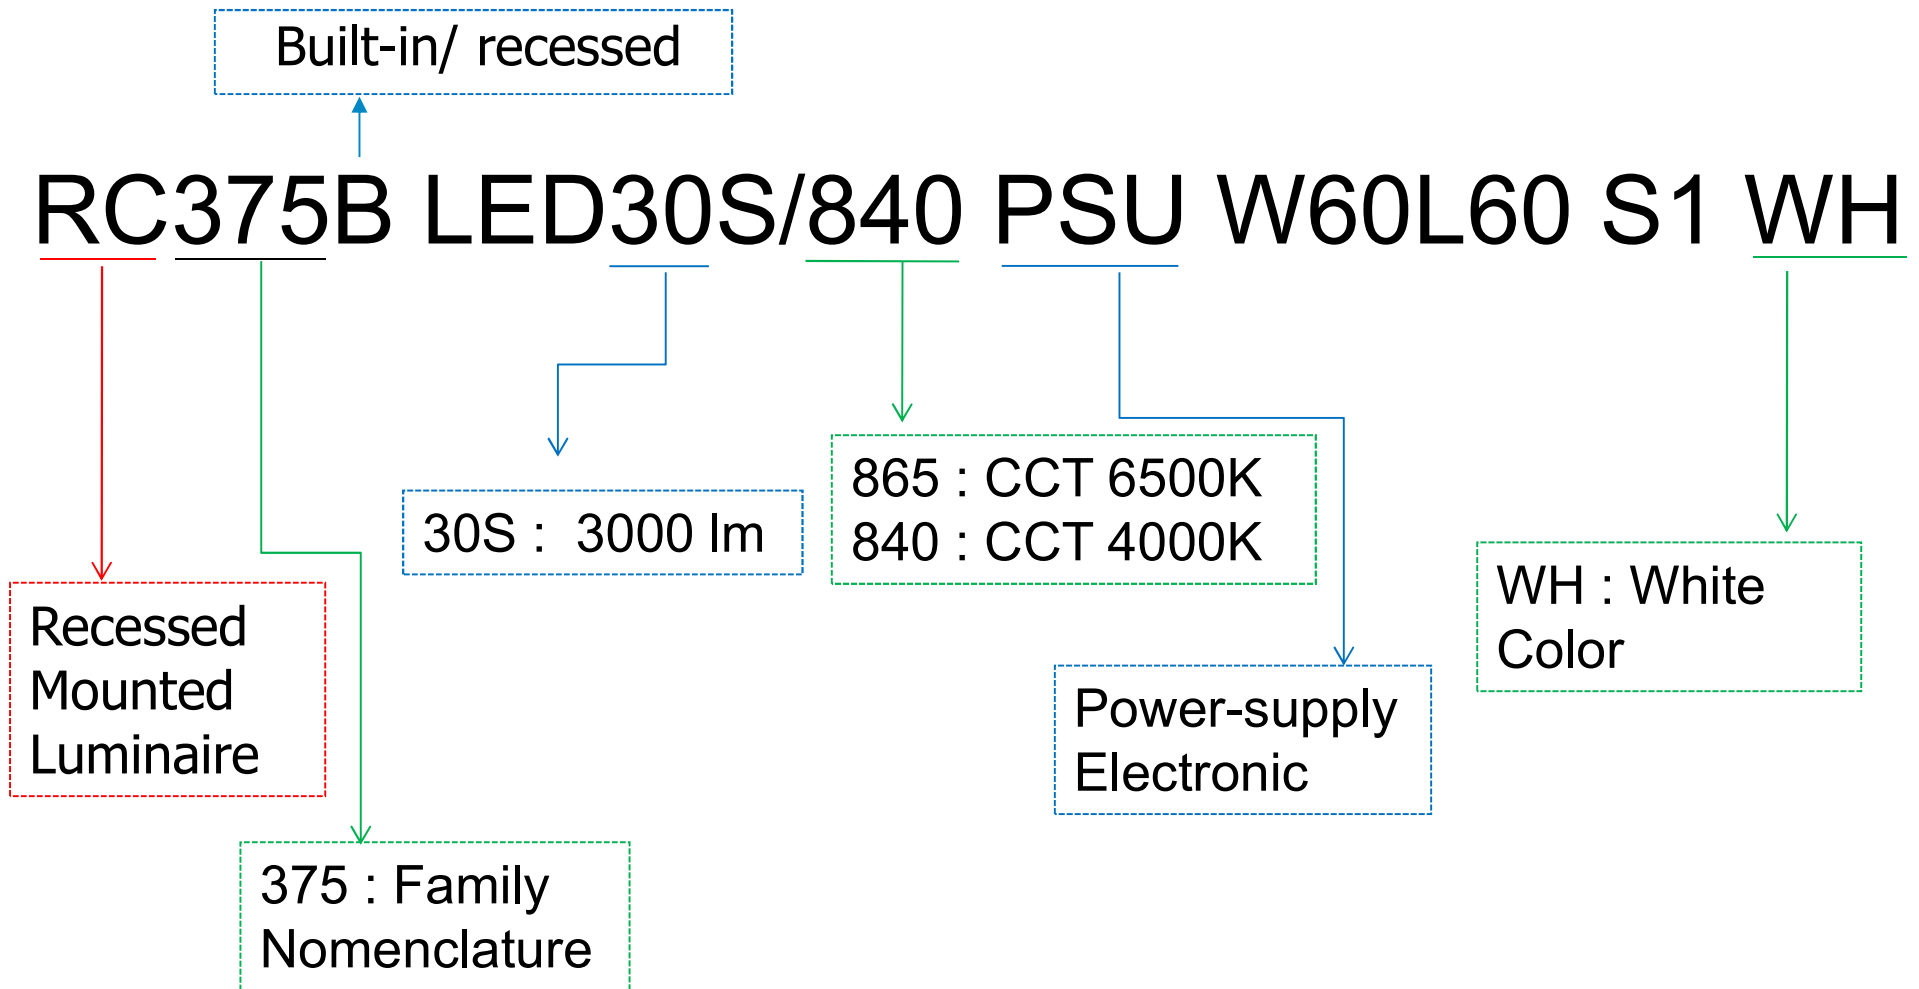 Built-in/ recessed
RC375B LED30S/840 PSU W60L60 S1 WH
30S :  3000 lm
865 : CCT 6500K
840 : CCT 4000K
WH : White
Color
Recessed
Mounted
Luminaire
Power-supply
Electronic
375 : Family
Nomenclature